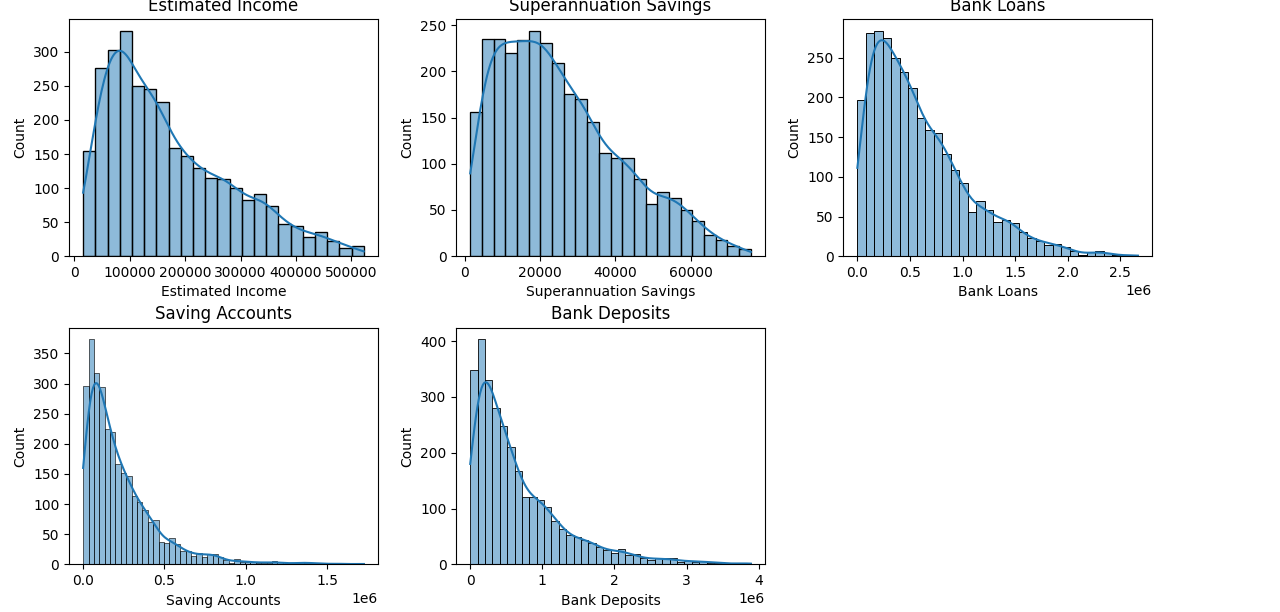 Estimated Income
300
250
200
150
100
50
0
Count
0 100000 200000 300000 400000 500000
Estimated Income
Superannuation Savings
250
200
150
100
50
0
Count
0 20000 40000 60000
Superannuation Savings
Bank Loans
250
200
150
100
50
0
Count
0.0 0.5 1.0 1.5 2.0 2.5
Bank Loans
1e6
Saving Accounts
350
300
250
200
150
100
50
0
Count
0.0 0.5 1.0 1.5
Saving Accounts
1e6
Bank Deposits
400
300
200
100
0
Count
0 1 2 3 4
Bank Deposits
1e6